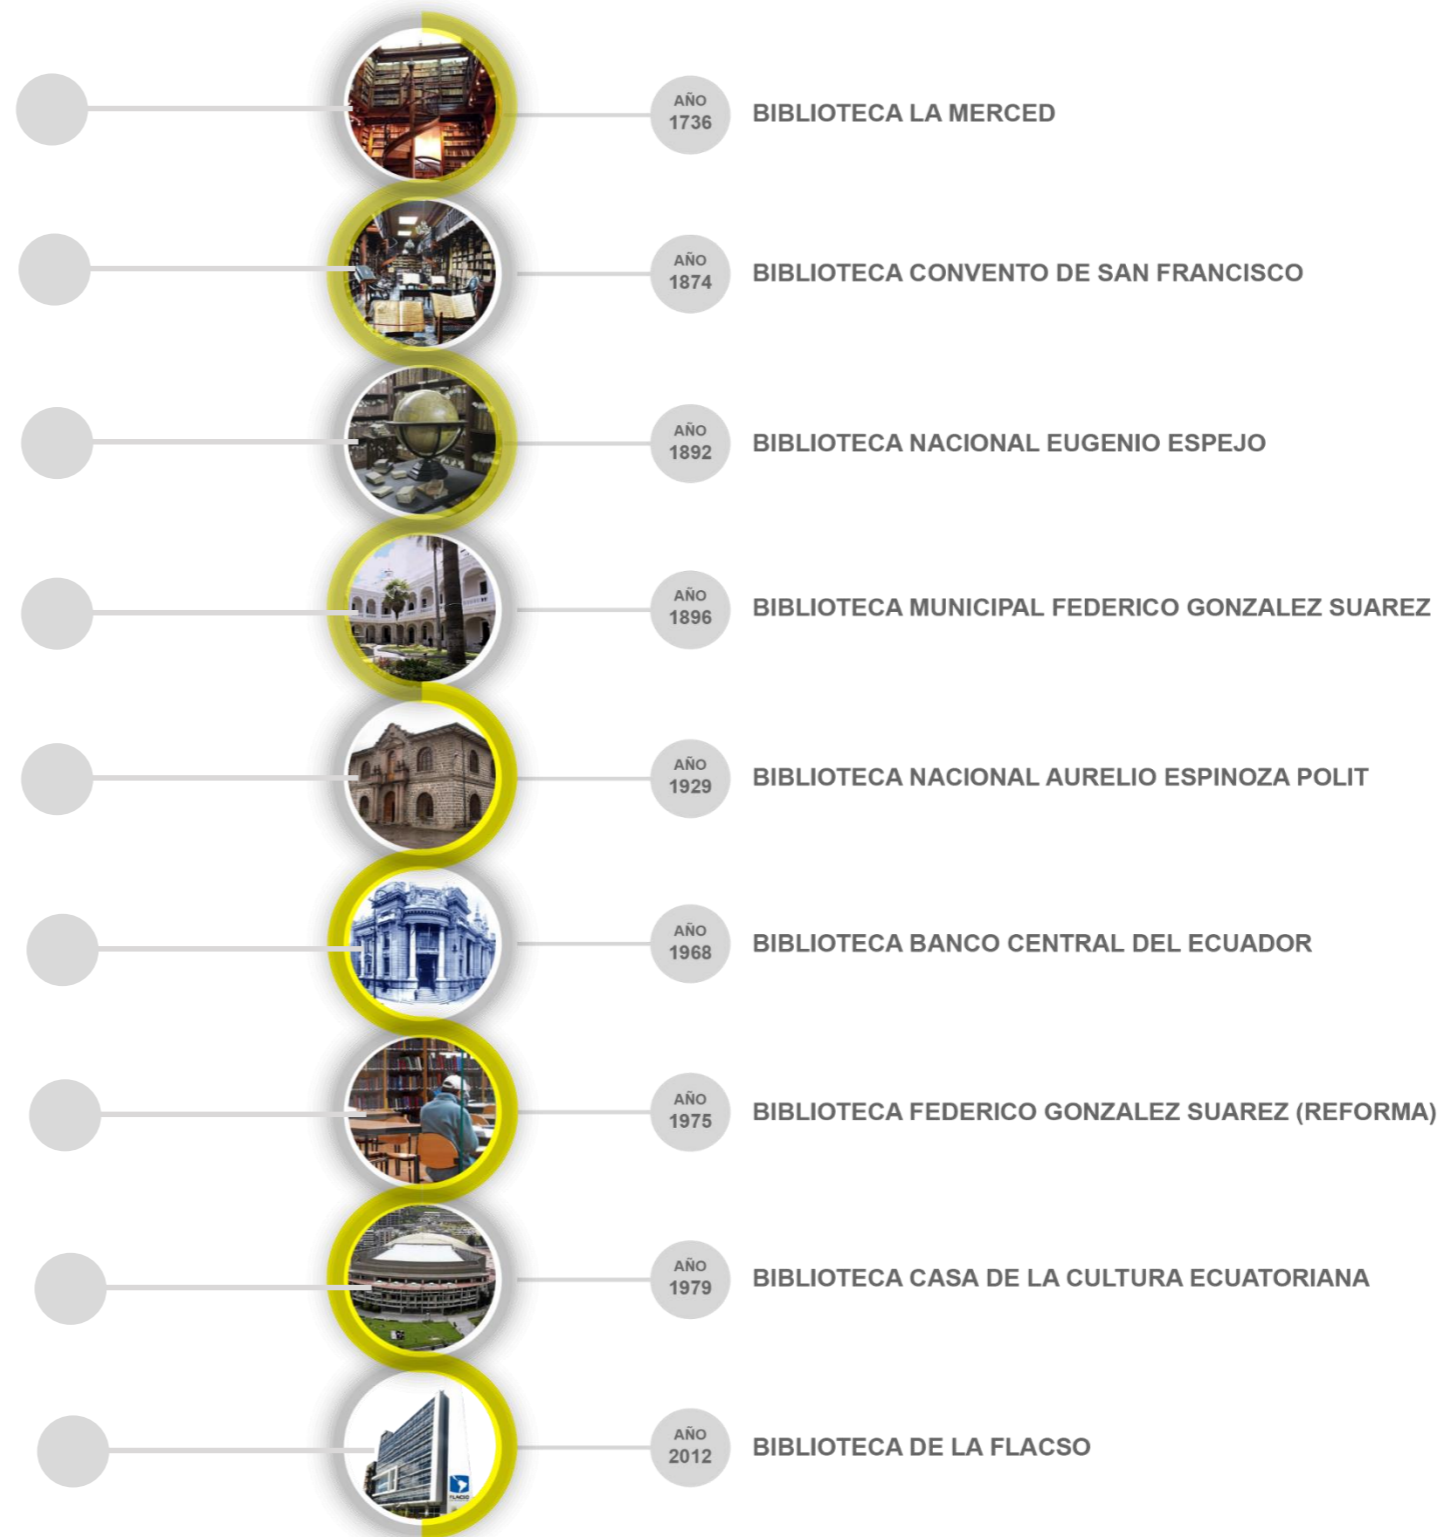 AÑO
1736
BIBLIOTECA LA MERCED
AÑO
1874
BIBLIOTECA CONVENTO DE SAN FRANCISCO
AÑO
1892
BIBLIOTECA NACIONAL EUGENIO ESPEJO
AÑO
1896
BIBLIOTECA MUNICIPAL FEDERICO GONZALEZ SUAREZ
AÑO
1929
BIBLIOTECA NACIONAL AURELIO ESPINOZA POLIT
AÑO
1968
BIBLIOTECA BANCO CENTRAL DEL ECUADOR
AÑO
1975
BIBLIOTECA FEDERICO GONZALEZ SUAREZ (REFORMA)
AÑO
1979
BIBLIOTECA CASA DE LA CULTURA ECUATORIANA
AÑO
2012
BIBLIOTECA DE LA FLACSO
FLACSO